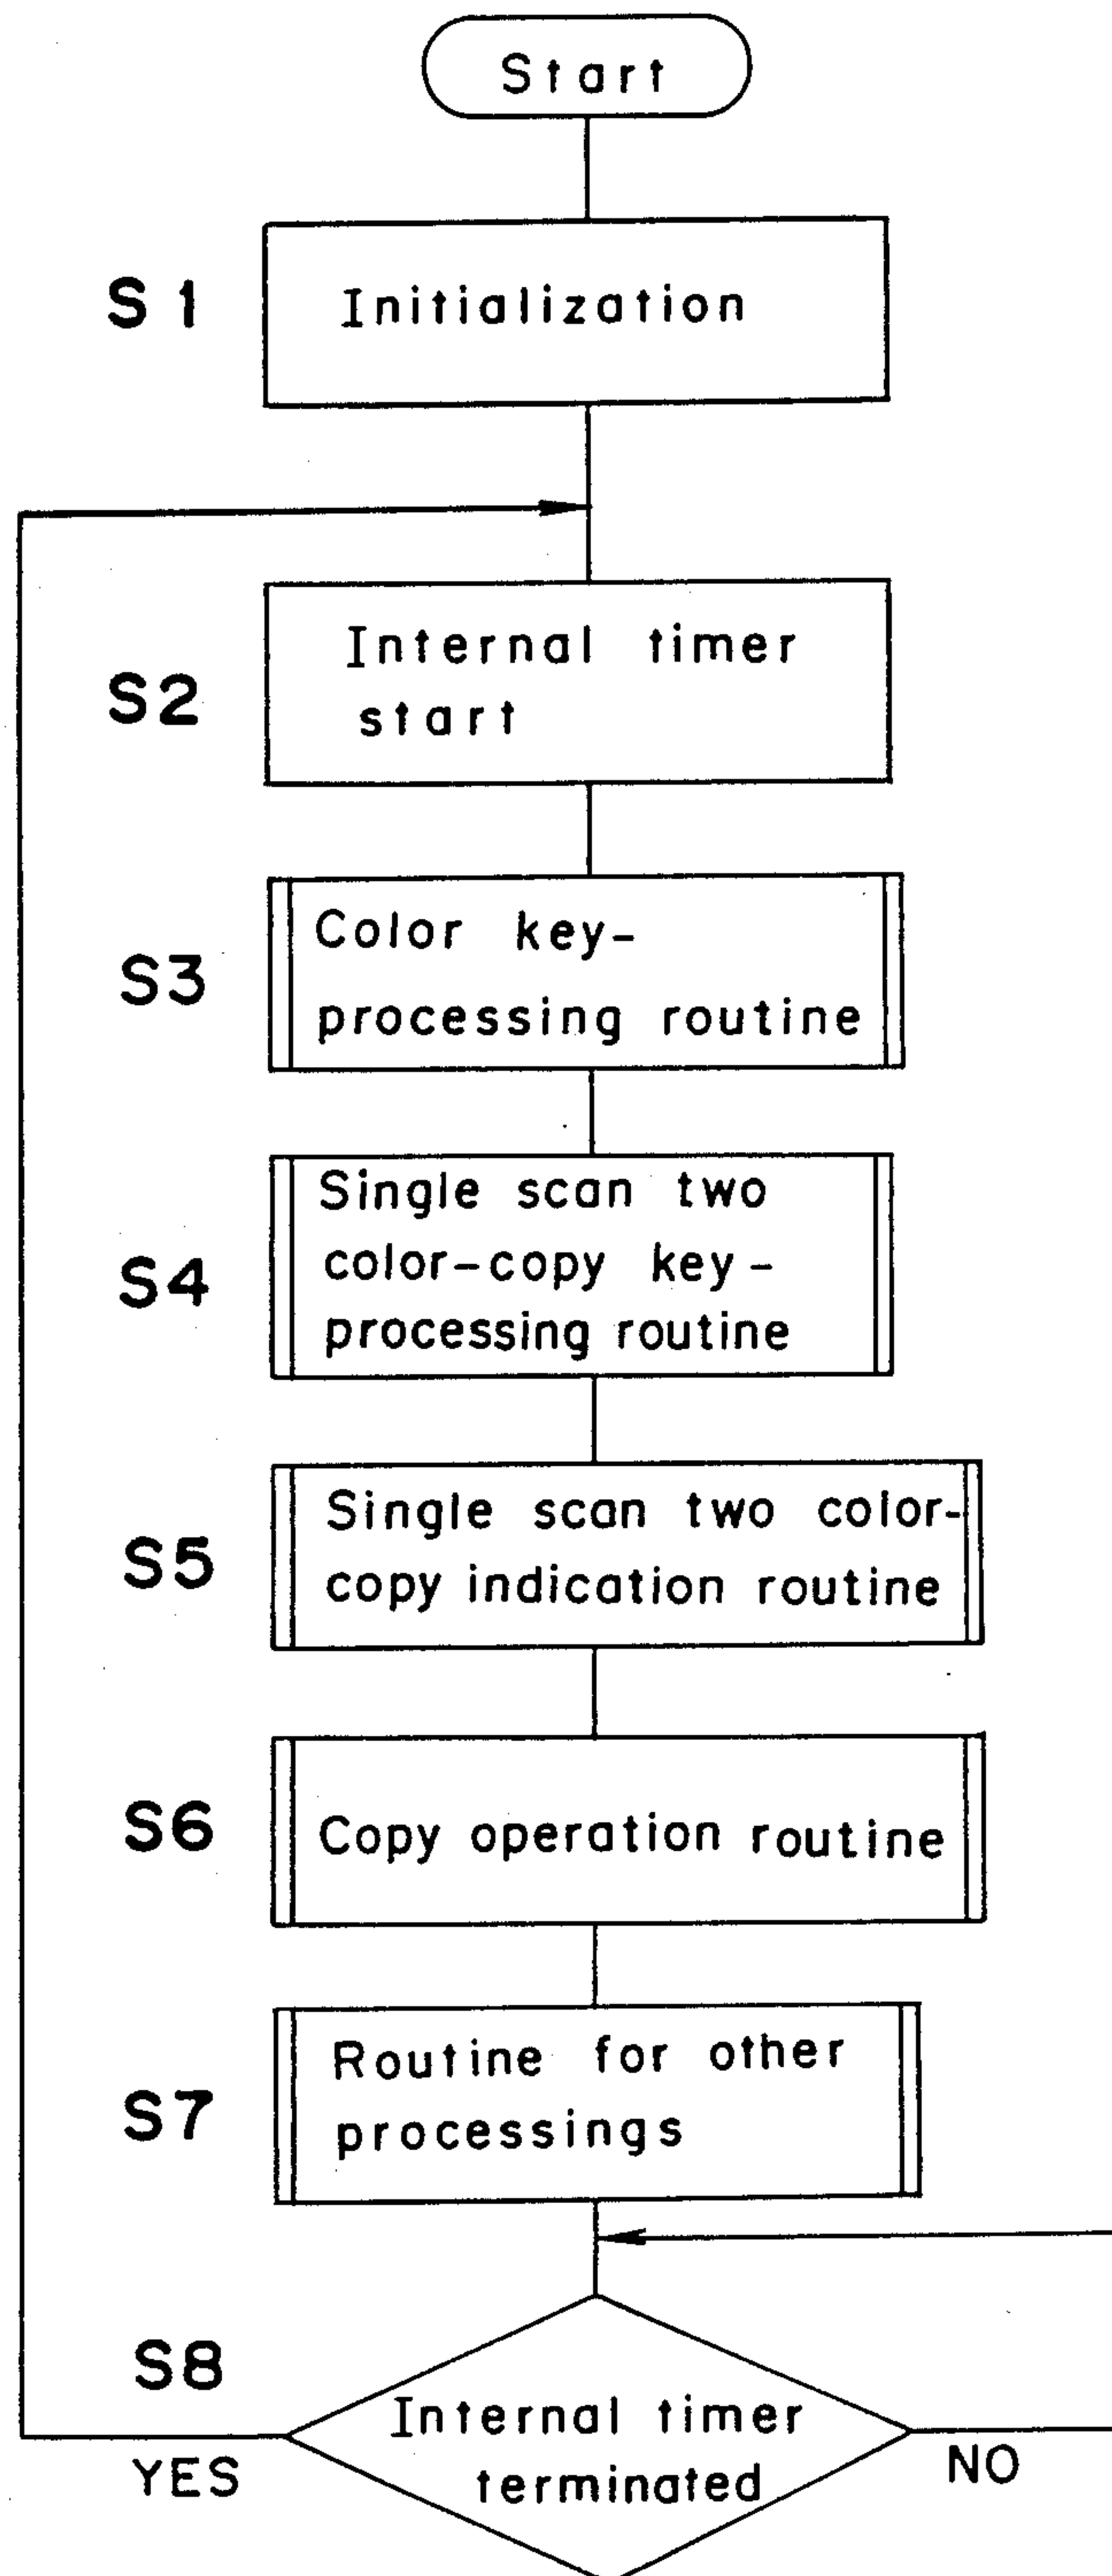 Start
S1
Initialization
S2
Internal timer
start
S3
Color key-
processing routine
S4
Single scan two
color-copy key-
processing routine
S5
Single scan two color-
copy indication routine
S6
Copy operation routine
S7
Routine for other
processings
S8
Internal timer
terminated
YES
NO